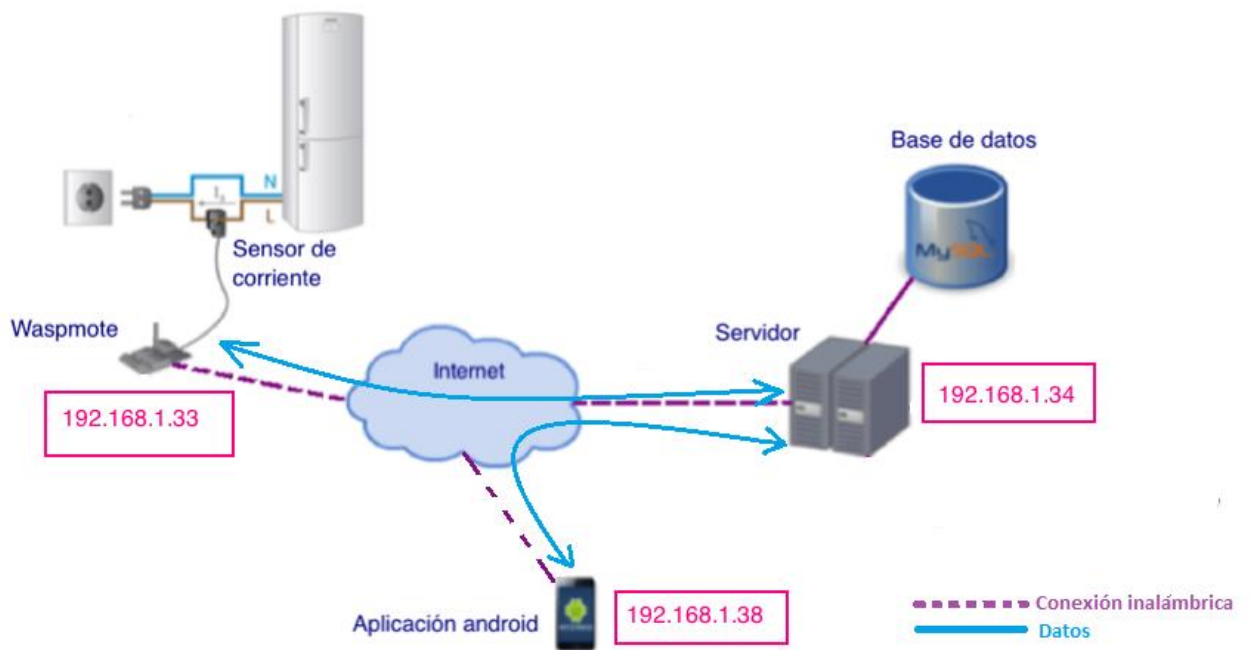 Base de datos
MySQL
N
L
Sensor de
corriente
Waspmote
Servidor
Internet
192.168.1.33
192.168.1.34
Aplicación android
192.168.1.38
Conexión inalámbrica
Datos